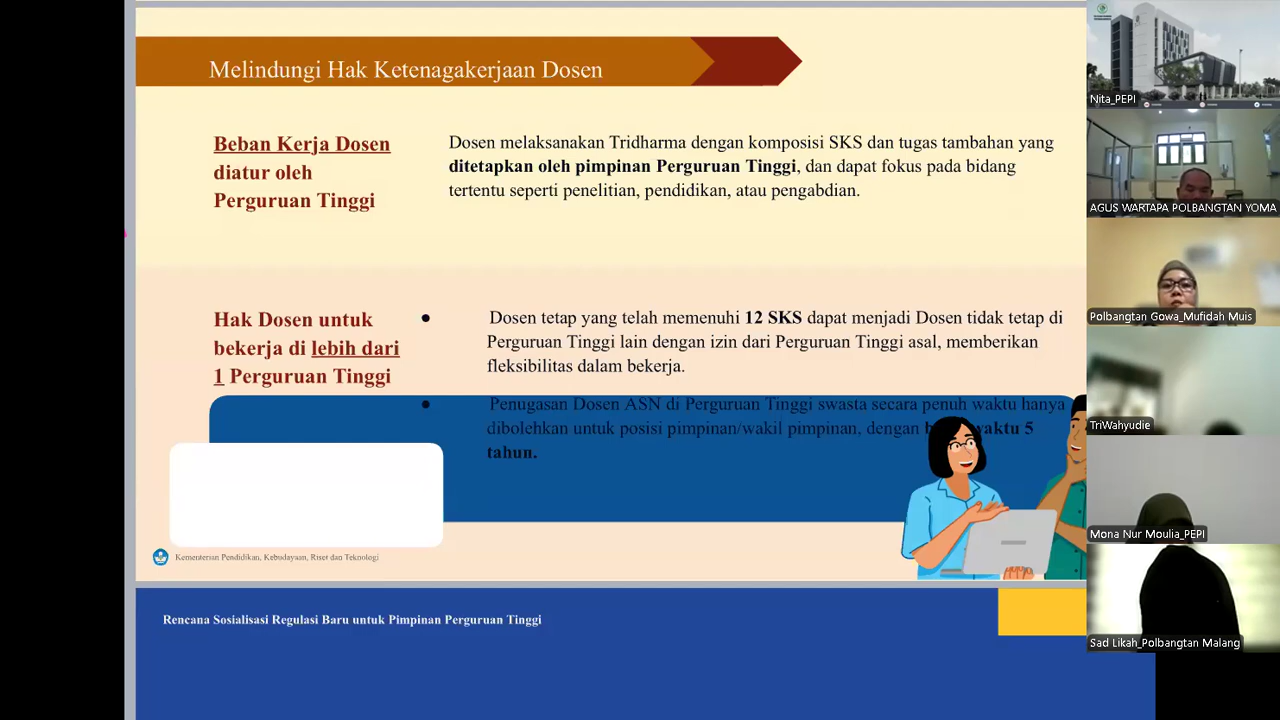 Melindungi Hak Ketenagakerjaan Dosen
Beban Kerja Dosen
diatur oleh
Perguruan Tinggi
Dosen melaksanakan Tridharma dengan komposisi SKS dan tugas tambahan yang
ditetapkan oleh pimpinan Perguruan Tinggi, dan dapat fokus pada bidang
tertentu seperti penelitian, pendidikan, atau pengabdian.
Hak Dosen untuk
bekerja di lebih dari
1 Perguruan Tinggi
Dosen tetap yang telah memenuhi 12 SKS dapat menjadi Dosen tidak tetap di
Perguruan Tinggi lain dengan izin dari Perguruan Tinggi asal, memberikan
fleksibilitas dalam bekerja.
Penugasan Dosen ASN di Perguruan Tinggi swasta secara penuh waktu hanya
dibolehkan untuk posisi pimpinan/wakil pimpinan, dengan waktu 5
tahun.
Kementerian Pendidikan, Kebudayaan, Riset dan Teknologi
Rencana Sosialisasi Regulasi Baru untuk Pimpinan Perguruan Tinggi
Nita_PEPI
AGUS WARTAPA POLBANGTAN YOMA
Polbangtan Gowa_Mufidah Muis
TriWahyudie
Mona Nur Moulia_PEPI
Sad Likah_Polbangtan Malang